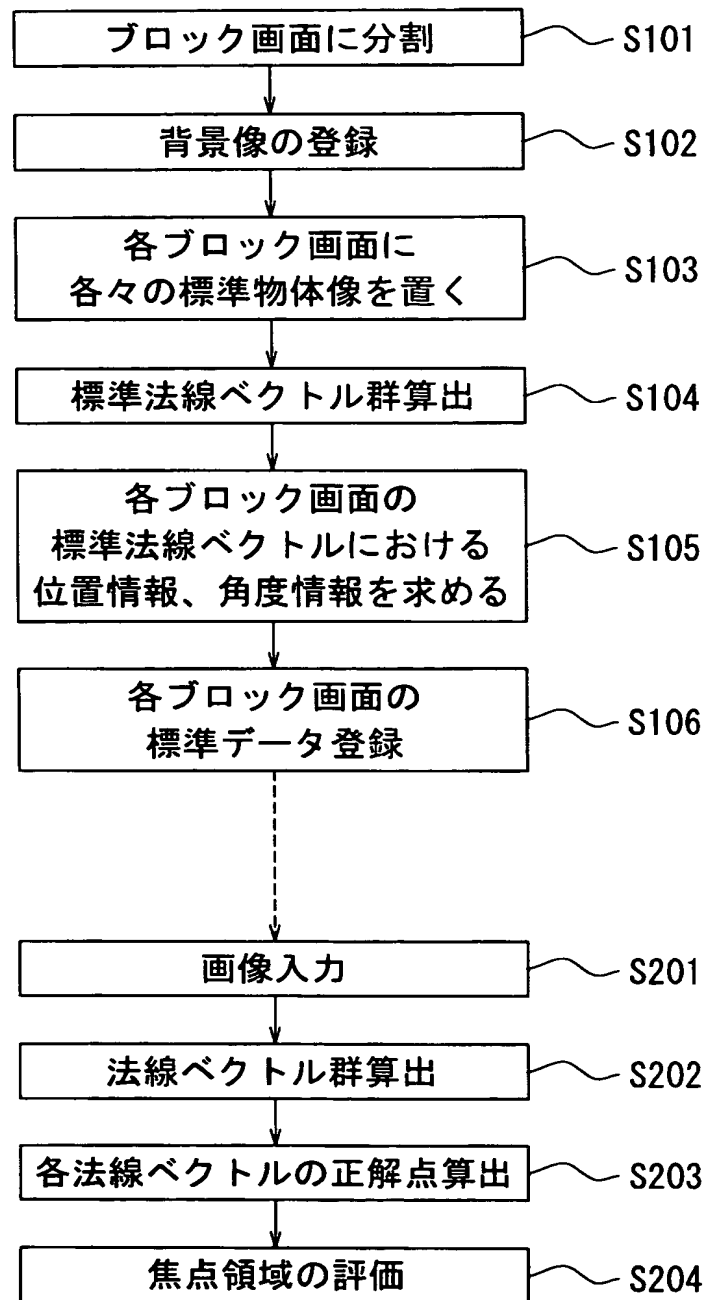 ブロック画面に分割
S101
背景像の登録
S102
各ブロック画面に
各々の標準物体像を置く
S103
標準法線ベクトル群算出
S104
各ブロック画面の
標準法線ベクトルにおける
位置情報、角度情報を求める
S105
各ブロック画面の
標準データ登録
S106
画像入力
S201
法線ベクトル群算出
S202
各法線ベクトルの正解点算出
S203
焦点領域の評価
S204